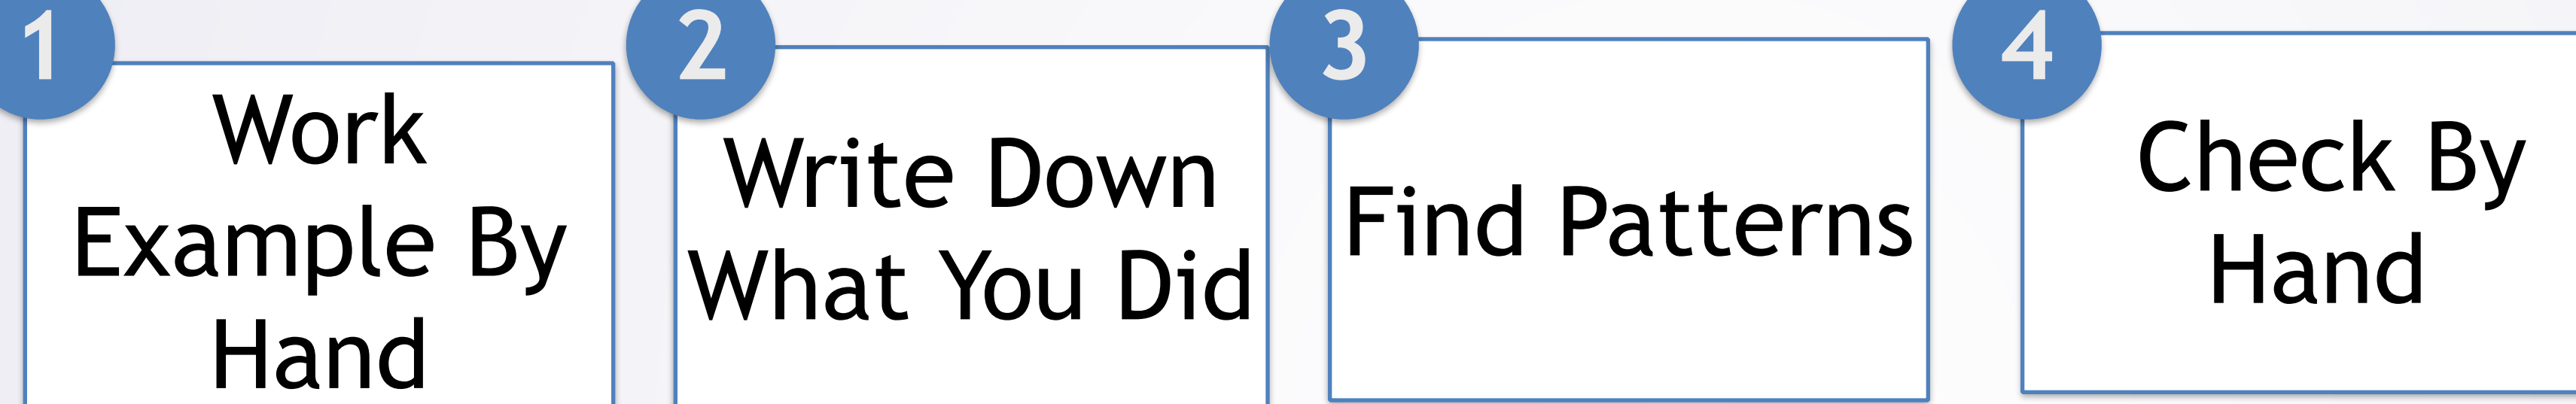 1
Work
Example By
Hand
2
Write Down
What You Did
3
Find Patterns
4
Check By
Hand